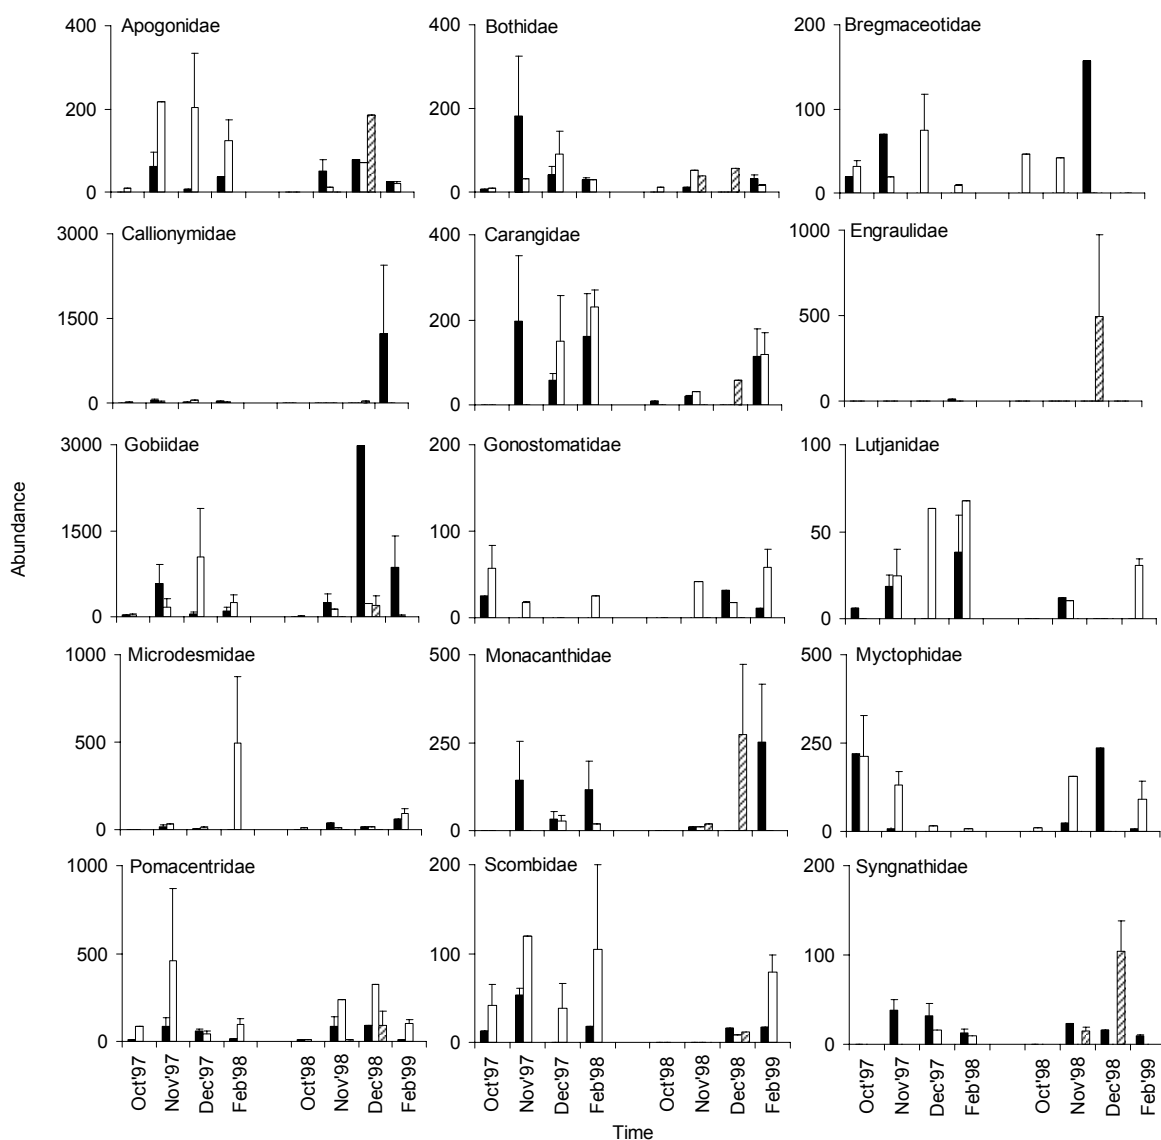 Apogonidae
400
200
0
Bothidae
400
200
0
Bregmaceotidae
200
100
0
Callionymidae
3000
1500
0
Carangidae
400
200
0
Engraulidae
1000
500
0
Abundance
Gobiidae
3000
1500
0
Gonostomatidae
200
100
0
Lutjanidae
100
50
0
Microdesmidae
1000
500
0
Monacanthidae
500
250
0
Myctophidae
500
250
0
Pomacentridae
1000
500
0
Oct'97
Nov'97
Dec'97
Feb'98
Oct'98
Nov'98
Dec'98
Feb'99
Scombidae
200
100
0
Oct'97
Nov'97
Dec'97
Feb'98
Oct'98
Nov'98
Dec'98
Feb'99
Syngnathidae
200
100
0
Oct'97
Nov'97
Dec'97
Feb'98
Oct'98
Nov'98
Dec'98
Feb'99
Time